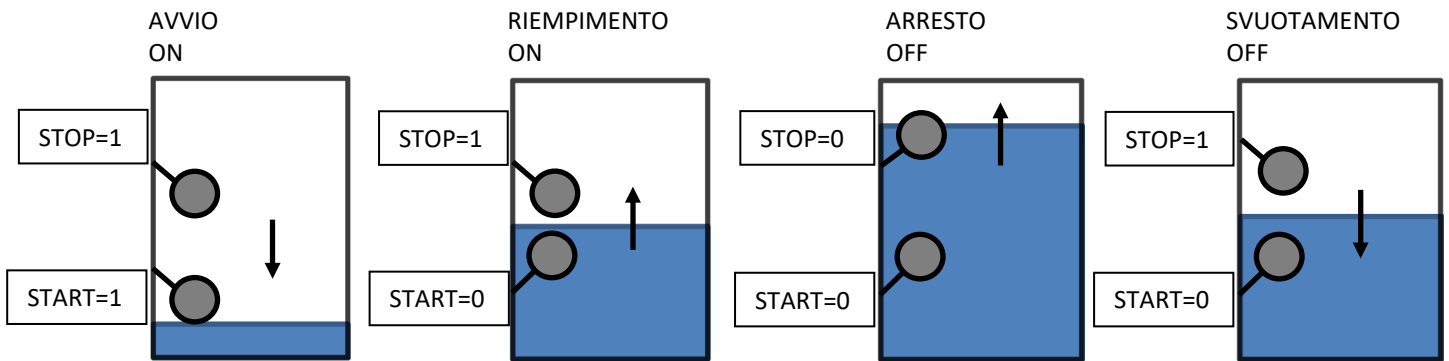 AVVIO
ON
STOP=1
START=1
RIEMPIMENTO
ON
STOP=1
START=0
ARRESTO
OFF
STOP=0
START=0
SVUOTAMENTO
OFF
STOP=1
START=0